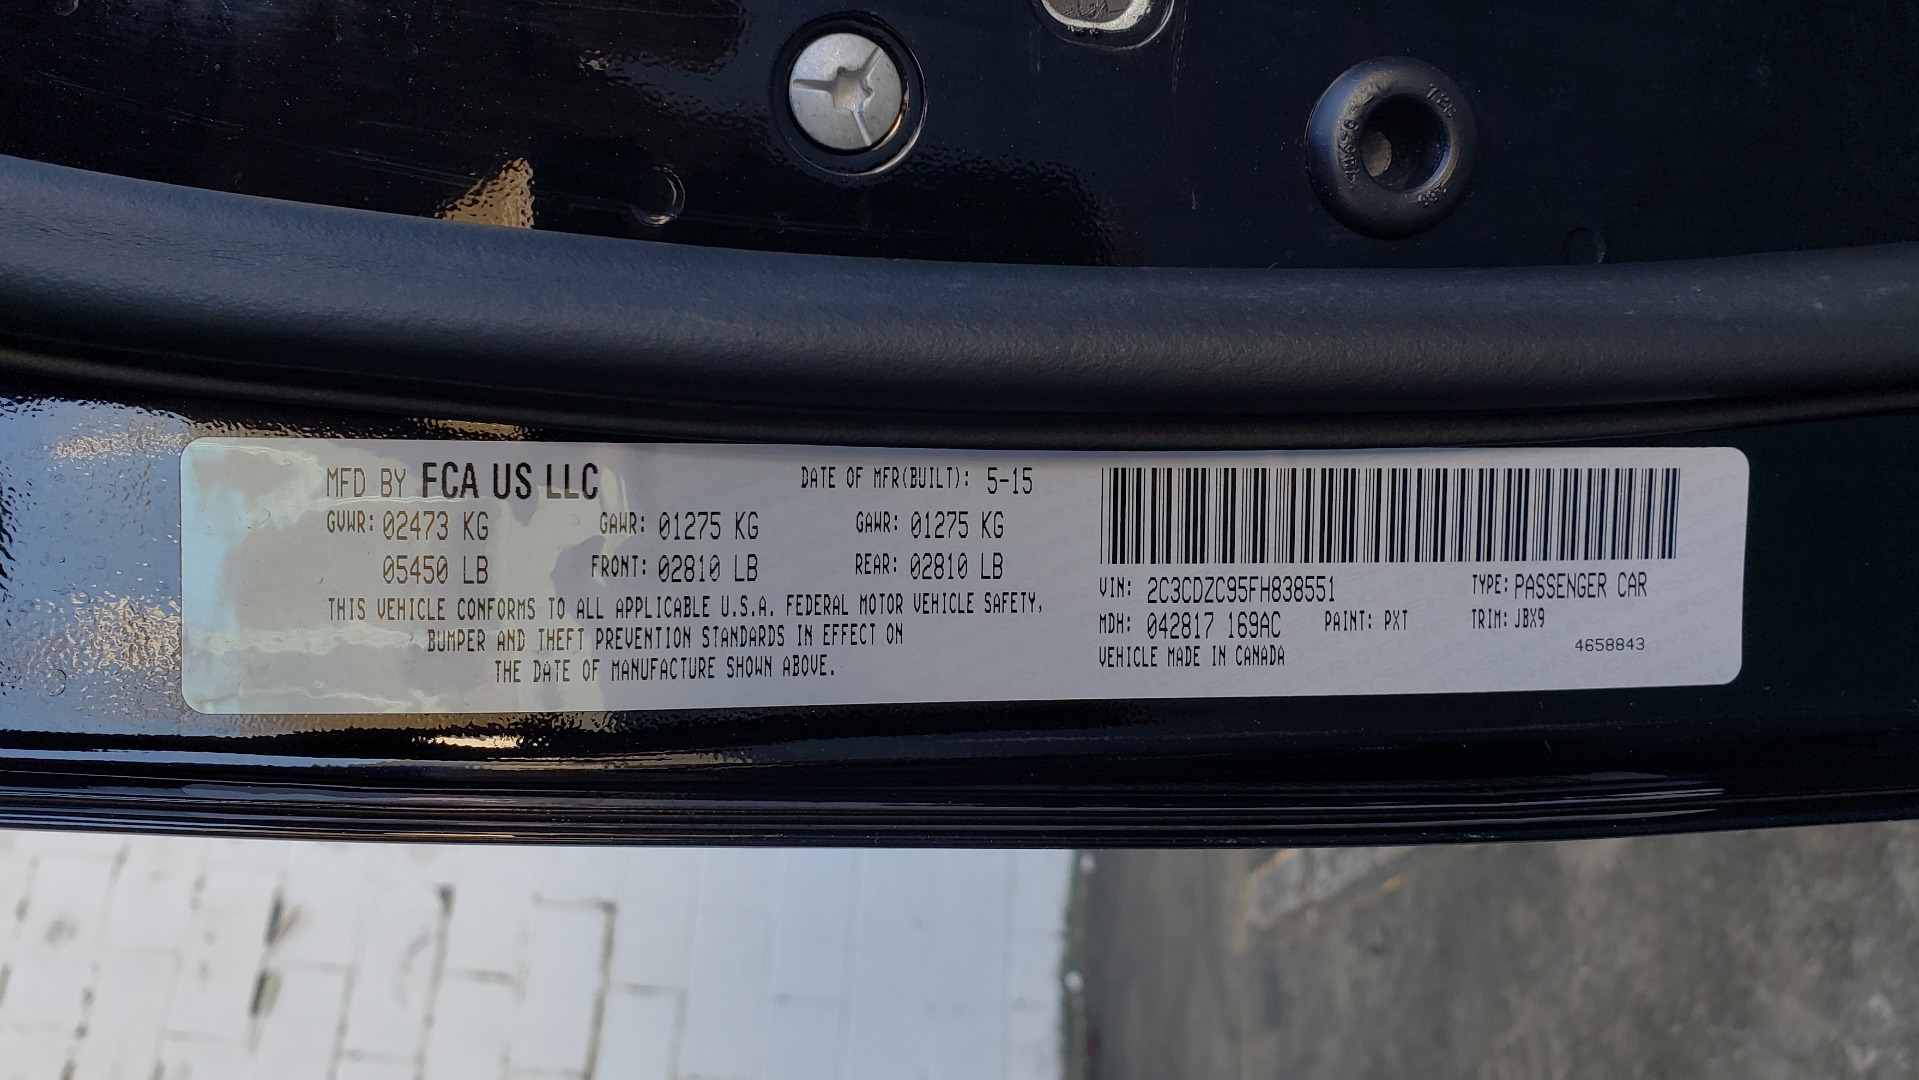 MFD BY FCA US LLC DATE OF MFR(BUILT): 5-15
GVWR: 02473 KG GAWR: 01275 KG GAWR: 01275 KG
05450 LB FRONT: 02810 LB REAR: 02810 LB
THIS VEHICLE CONFORMS TO ALL APPLICABLE U.S.A. FEDERAL MOTOR VEHICLE SAFETY,
BUMPER AND THEFT PREVENTION STANDARDS IN EFFECT ON
THE DATE OF MANUFACTURE SHOWN ABOVE.
VIN: 2C3CDZC95FH838551 TYPE: PASSENGER CAR
MDH: 042817 169AC PAINT: PXT TRIM: JBX9
VEHICLE MADE IN CANADA 4658843